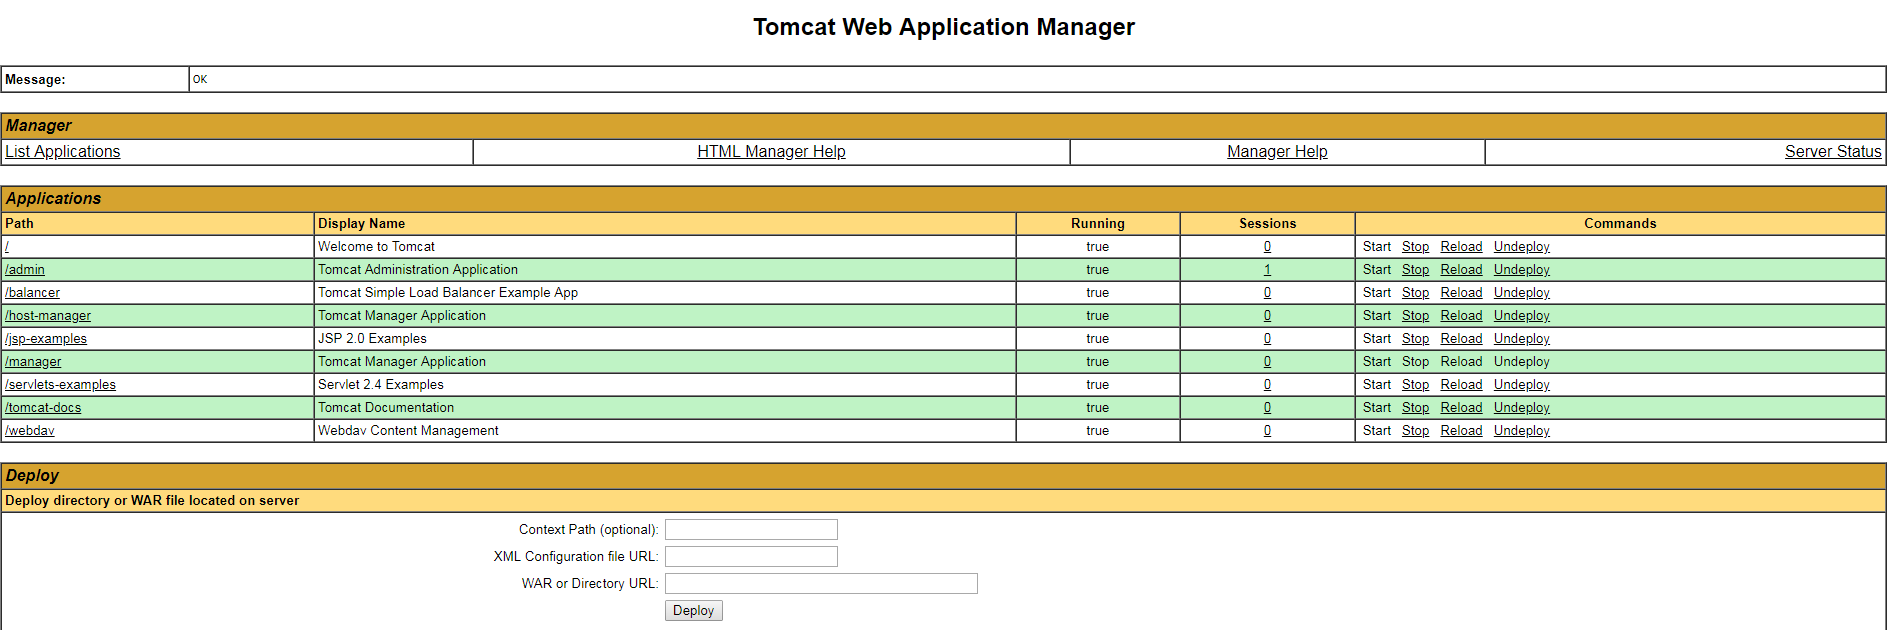 Tomcat Web Application Manager
Message: OK
Manager
List Applications HTML Manager Help Manager Help Server Status
Applications
Path Display Name Running Sessions Commands
/ Welcome to Tomcat true 0 Start Stop Reload Undeploy
/admin Tomcat Administration Application true 1 Start Stop Reload Undeploy
/balancer Tomcat Simple Load Balancer Example App true 0 Start Stop Reload Undeploy
/host-manager Tomcat Manager Application true 0 Start Stop Reload Undeploy
/jsp-examples JSP 2.0 Examples true 0 Start Stop Reload Undeploy
/manager Tomcat Manager Application true 0 Start Stop Reload Undeploy
/servlets-examples Servlet 2.4 Examples true 0 Start Stop Reload Undeploy
/tomcat-docs Tomcat Documentation true 0 Start Stop Reload Undeploy
/webdav Webdav Content Management true 0 Start Stop Reload Undeploy
Deploy
Deploy directory or WAR file located on server
Context Path (optional):
XML Configuration file URL:
WAR or Directory URL:
Deploy